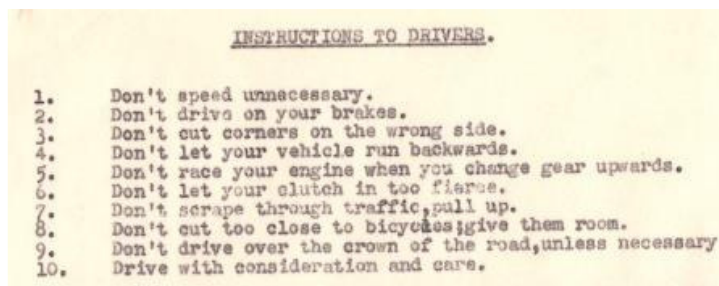 INSTRUCTIONS TO DRIVERS.
1. Don't speed unnecessary.
2. Don't drive on your brakes.
3. Don't cut corners on the wrong side.
4. Don't let your vehicle run backwards.
5. Don't race your engine when you change gear upwards.
6. Don't let your clutch in too fierce.
7. Don't scrape through traffic,pull up.
8. Don't cut too close to bicycles;give them room.
9. Don't drive over the crown of the road,unless necessary
10. Drive with consideration and care.